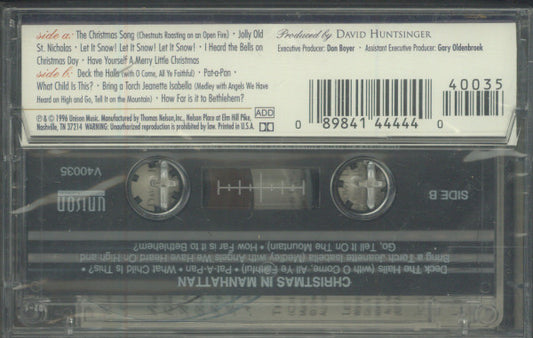 side a: The Christmas Song (Chestnuts Roasting on an Open Fire) • Jolly Old
St. Nicholas • Let It Snow! Let It Snow! Let It Snow! • I Heard the Bells on
Christmas Day • Have Yourself A Merry Little Christmas
side b: Deck the Halls (with O Come, All Ye Faithful) • Pat-a-Pan •
What Child Is This? • Bring a Torch Jeanette Isabella (Medley with Angels We Have
Heard on High and Go, Tell It on the Mountain) • How Far is it to Bethlehem?
℗ & © 1996 Unison Music. Manufactured by Thomas Nelson, Inc., Nelson Place at Elm Hill Pike,
Nashville, TN 37214 WARNING: Unauthorized reproduction is prohibited by law. Printed in U.S.A.
ADD
Produced by DAVID HUNTSINGER
Executive Producer: Don Boyer • Assistant Executive Producer: Gary Oldenbroek
40035
0 89841 44444 0
unison
V40035
SIDE B
CHRISTMAS IN MANHATTAN
Deck The Halls (with O Come, All Ye Faithful) • Pat-A-Pan • What Child Is This? •
Bring a Torch Jeanette Isabella (Medley with Angels We Have Heard On High and
Go, Tell It On The Mountain) • How Far is it to Bethlehem?